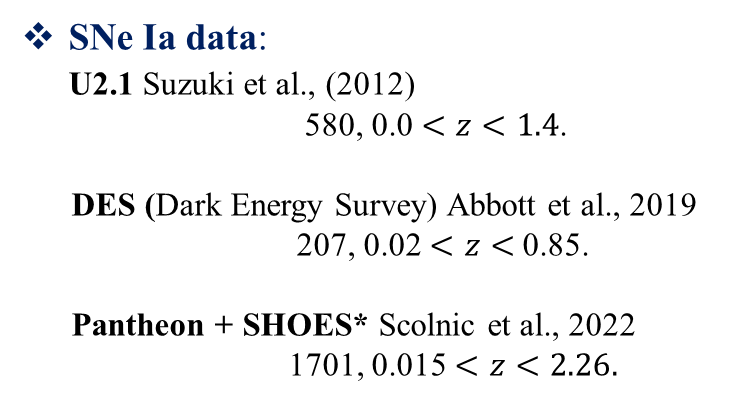 ❖ SNe Ia data:
U2.1 Suzuki et al., (2012)
580, 0.0 < z < 1.4.
DES (Dark Energy Survey) Abbott et al., 2019
207, 0.02 < z < 0.85.
Pantheon + SHOES* Scolnic et al., 2022
1701, 0.015 < z < 2.26.